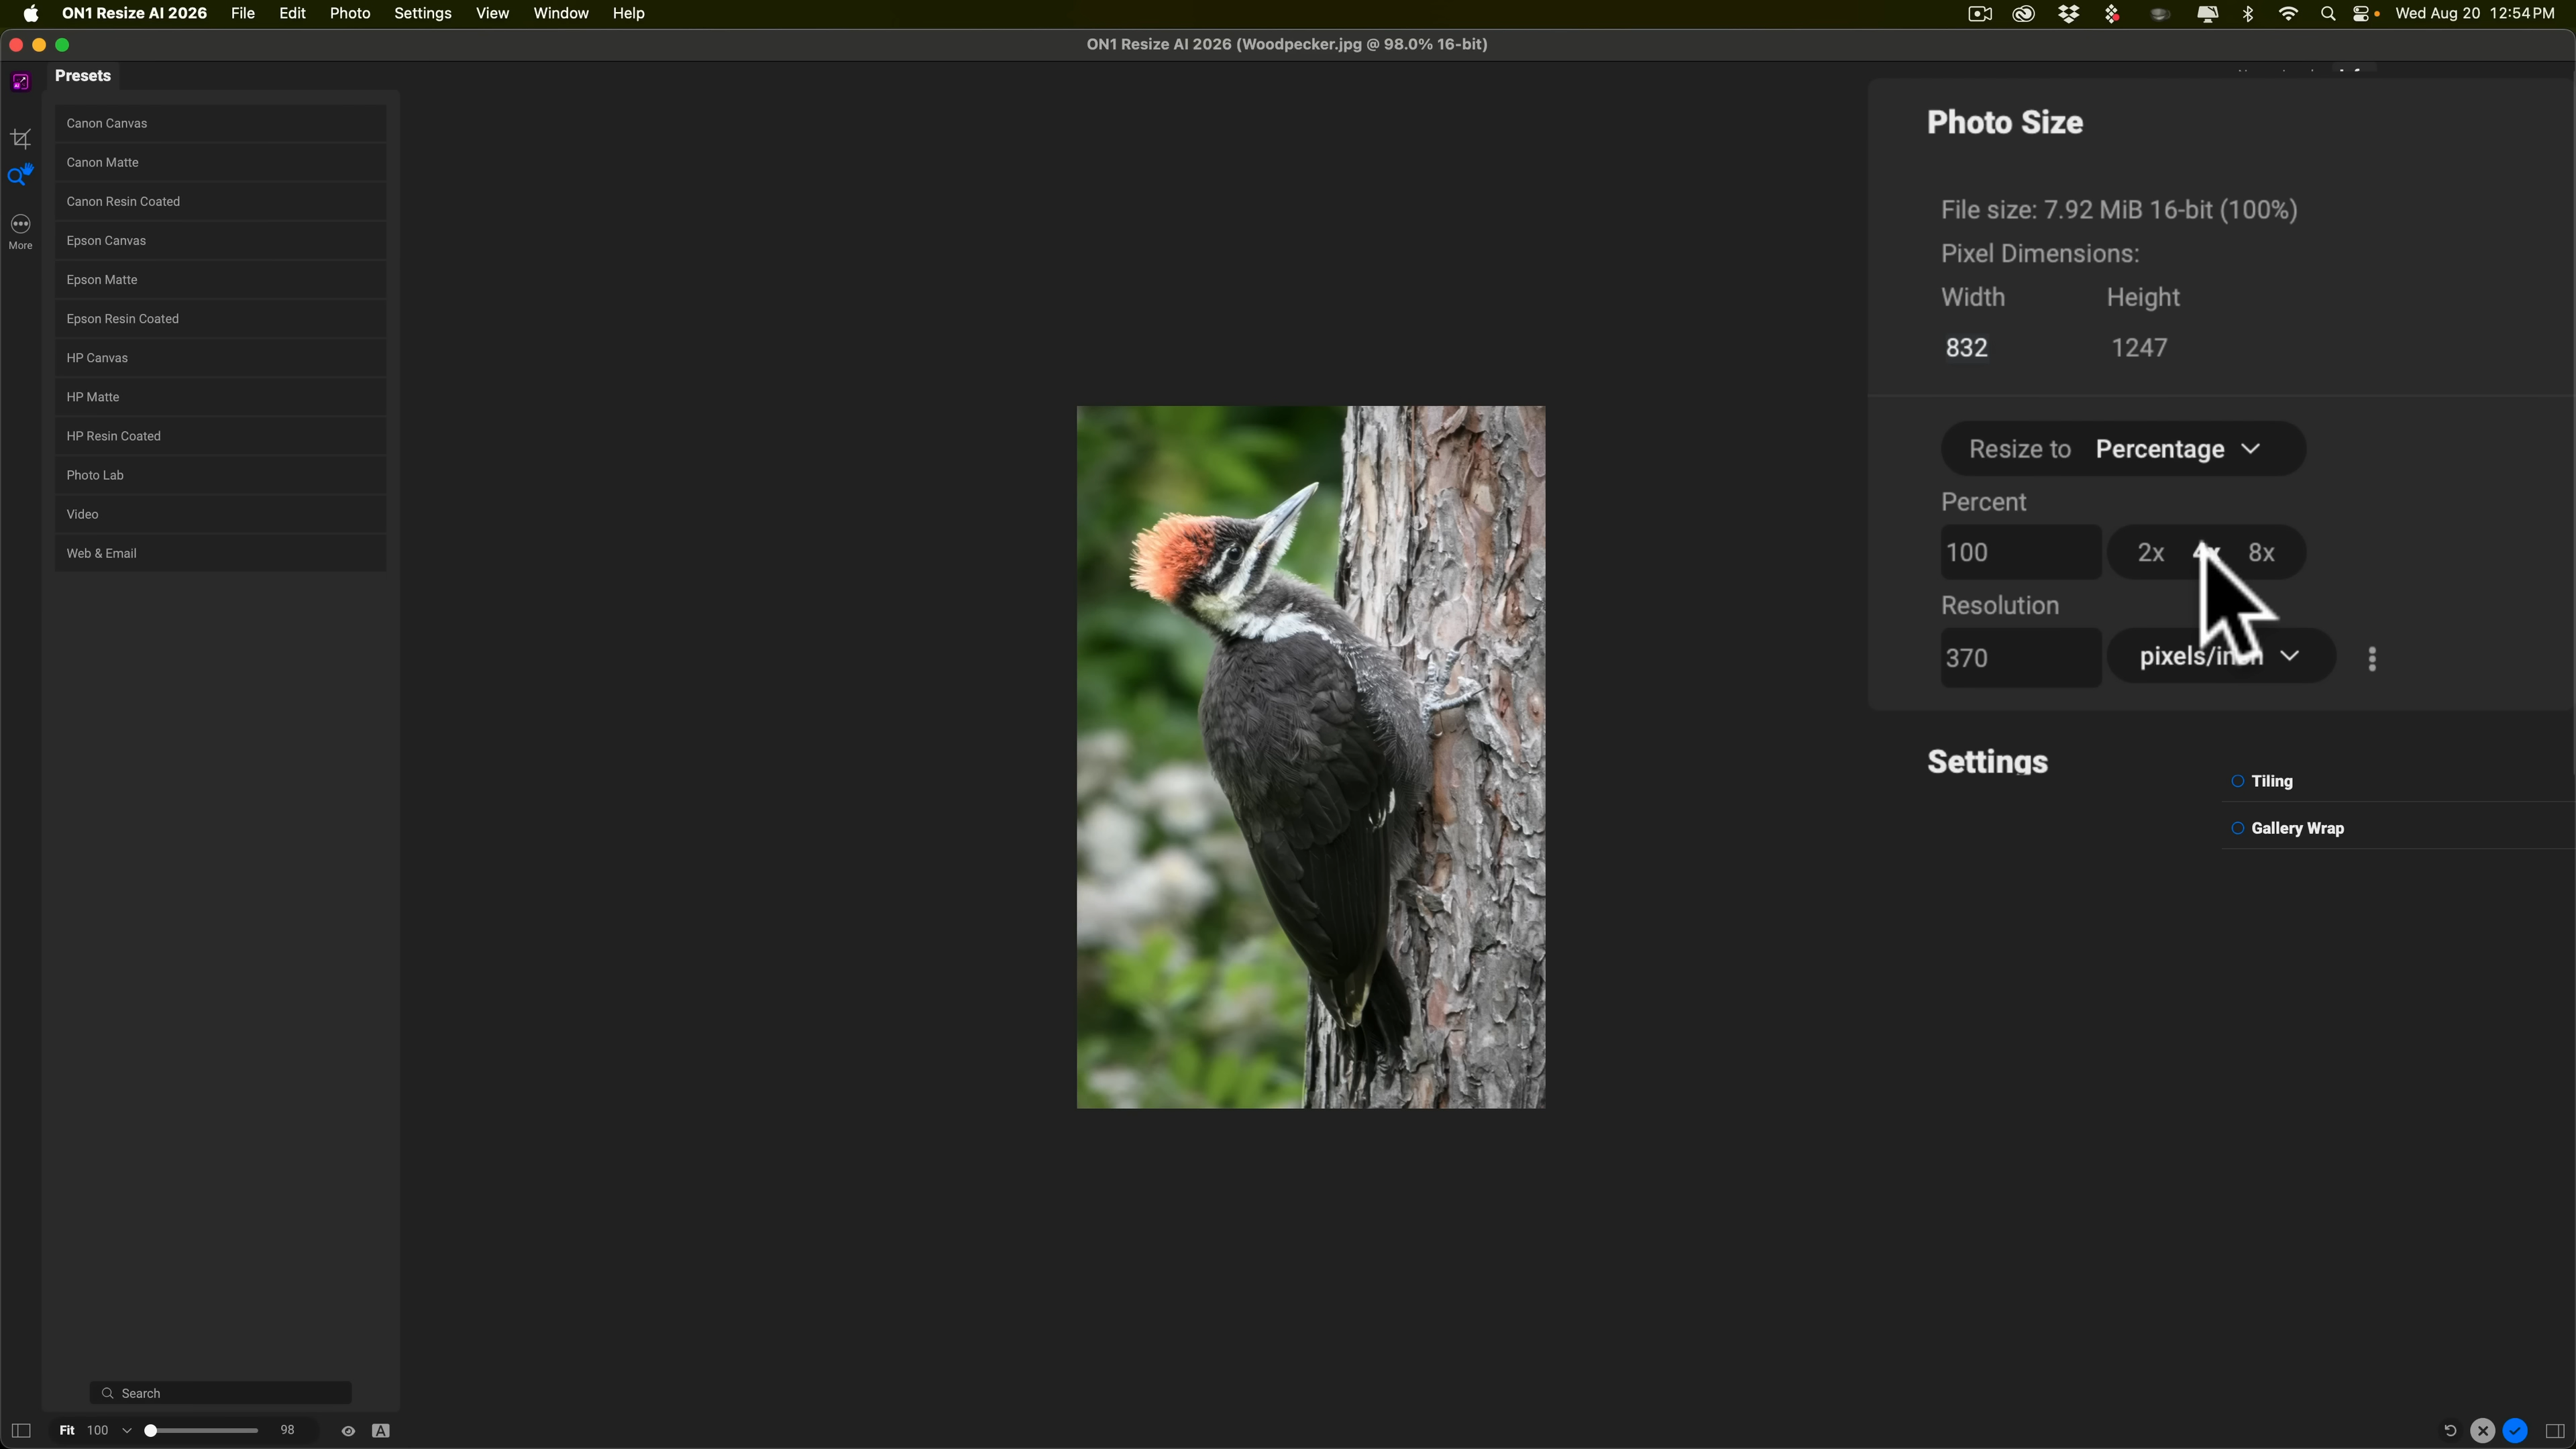 ON1 Resize AI 2026 File Edit Photo Settings View Window Help Wed Aug 20 12:54 PM
ON1 Resize AI 2026 (Woodpecker.jpg @ 98.0% 16-bit)
Presets
More
Canon Canvas
Canon Matte
Canon Resin Coated
Epson Canvas
Epson Matte
Epson Resin Coated
HP Canvas
HP Matte
HP Resin Coated
Photo Lab
Video
Web & Email
Search
Fit 100 98
A
Photo Size
File size: 7.92 MiB 16-bit (100%)
Pixel Dimensions:
Width Height
832 1247
Resize to Percentage
Percent
100 2x 4x 8x
Resolution
370 pixels/inch
Settings
Tiling
Gallery Wrap